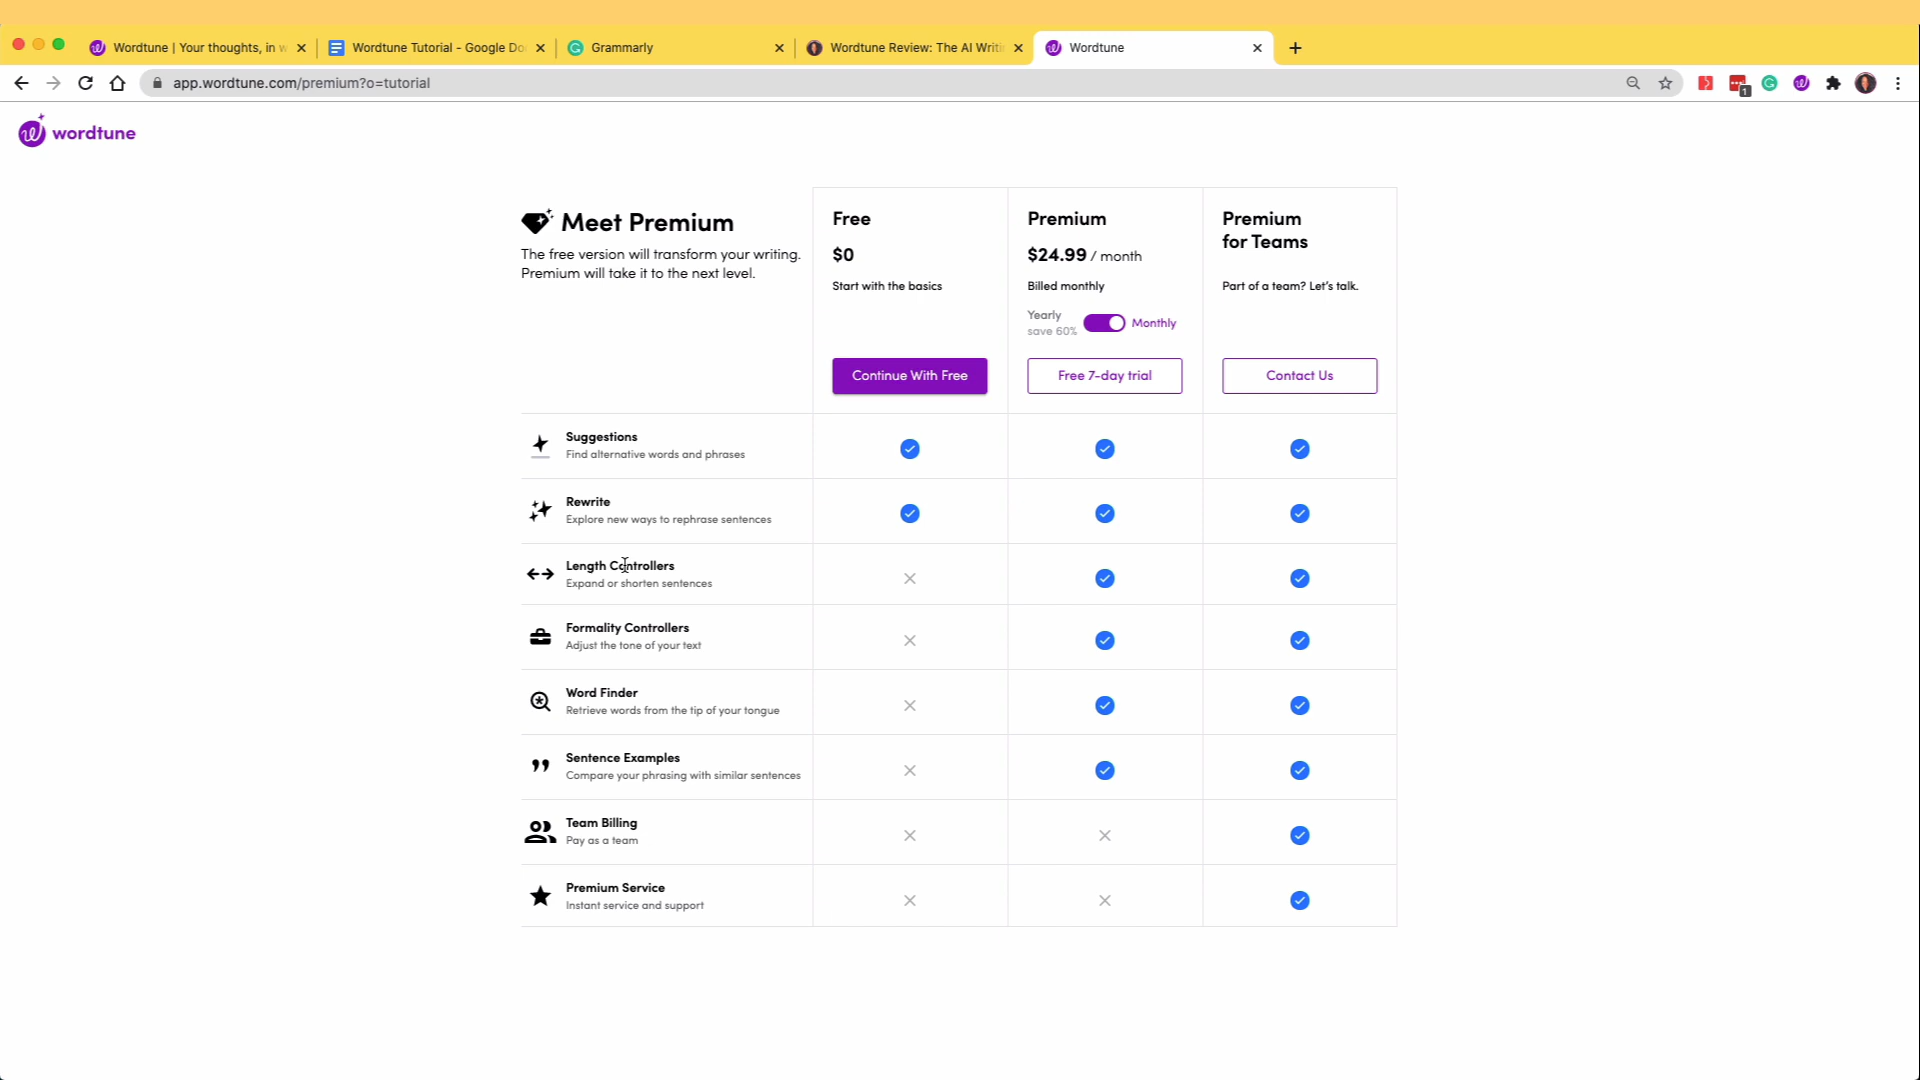 Wordtune | Your thoughts, in w
Wordtune Tutorial - Google Do
Grammarly
Wordtune Review: The AI Writi
Wordtune
app.wordtune.com/premium?o=tutorial
1
wordtune
Meet Premium
The free version will transform your writing.
Premium will take it to the next level.
Free
$0
Start with the basics
Continue With Free
Premium
$24.99 / month
Billed monthly
Yearly
save 60%
Monthly
Free 7-day trial
Premium
for Teams
Part of a team? Let's talk.
Contact Us
Suggestions
Find alternative words and phrases
Rewrite
Explore new ways to rephrase sentences
Length Controllers
Expand or shorten sentences
Formality Controllers
Adjust the tone of your text
Word Finder
Retrieve words from the tip of your tongue
Sentence Examples
Compare your phrasing with similar sentences
Team Billing
Pay as a team
Premium Service
Instant service and support